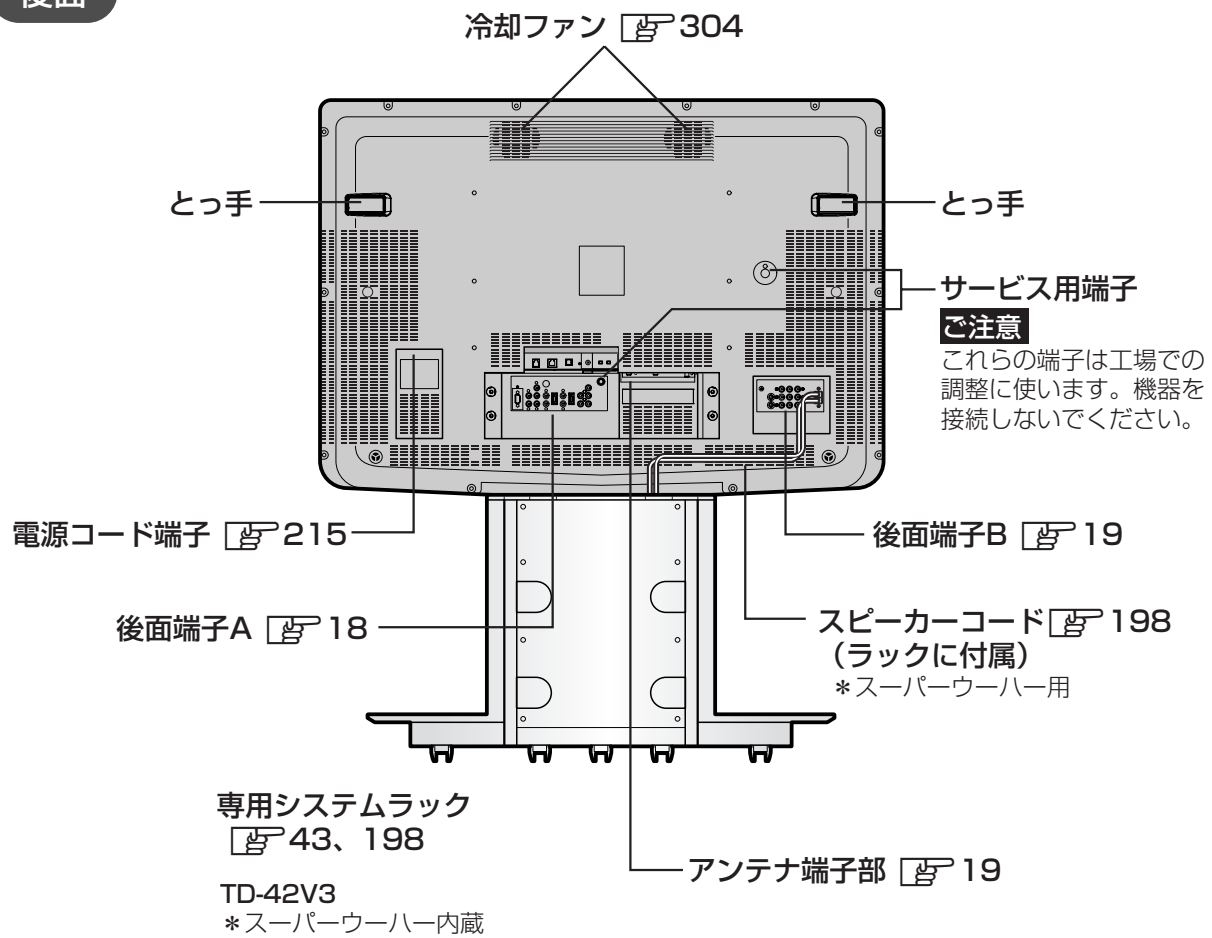 後面
冷却ファン 304
とっ手
とっ手
サービス用端子
ご注意
これらの端子は工場での
調整に使います。機器を
接続しないでください。
電源コード端子 215
後面端子B 19
後面端子A 18
スピーカーコード 198
（ラックに付属）
＊スーパーウーハー用
専用システムラック
43、198
アンテナ端子部 19
TD-42V3
＊スーパーウーハー内蔵